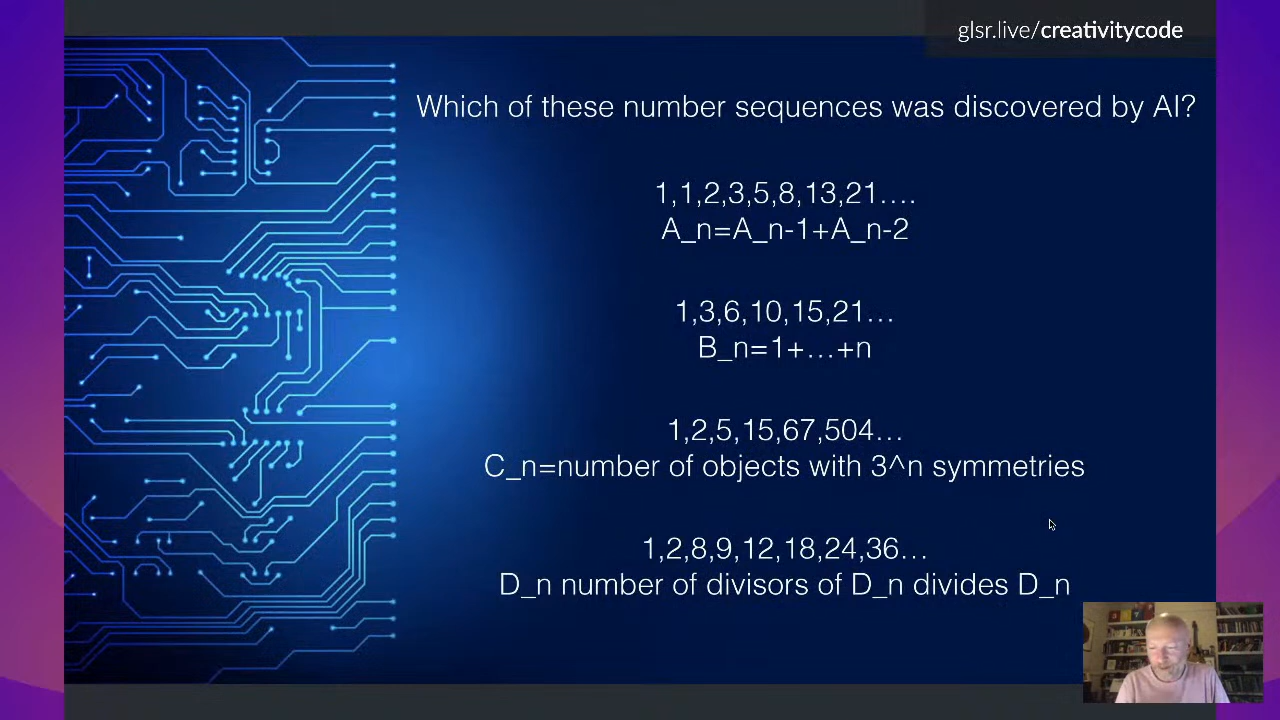 glsr.live/creativitycode
Which of these number sequences was discovered by AI?
1,1,2,3,5,8,13,21....
A_n=A_n-1+A_n-2
1,3,6,10,15,21...
B_n=1+...+n
1,2,5,15,67,504...
C_n=number of objects with 3^n symmetries
1,2,8,9,12,18,24,36...
D_n number of divisors of D_n divides D_n